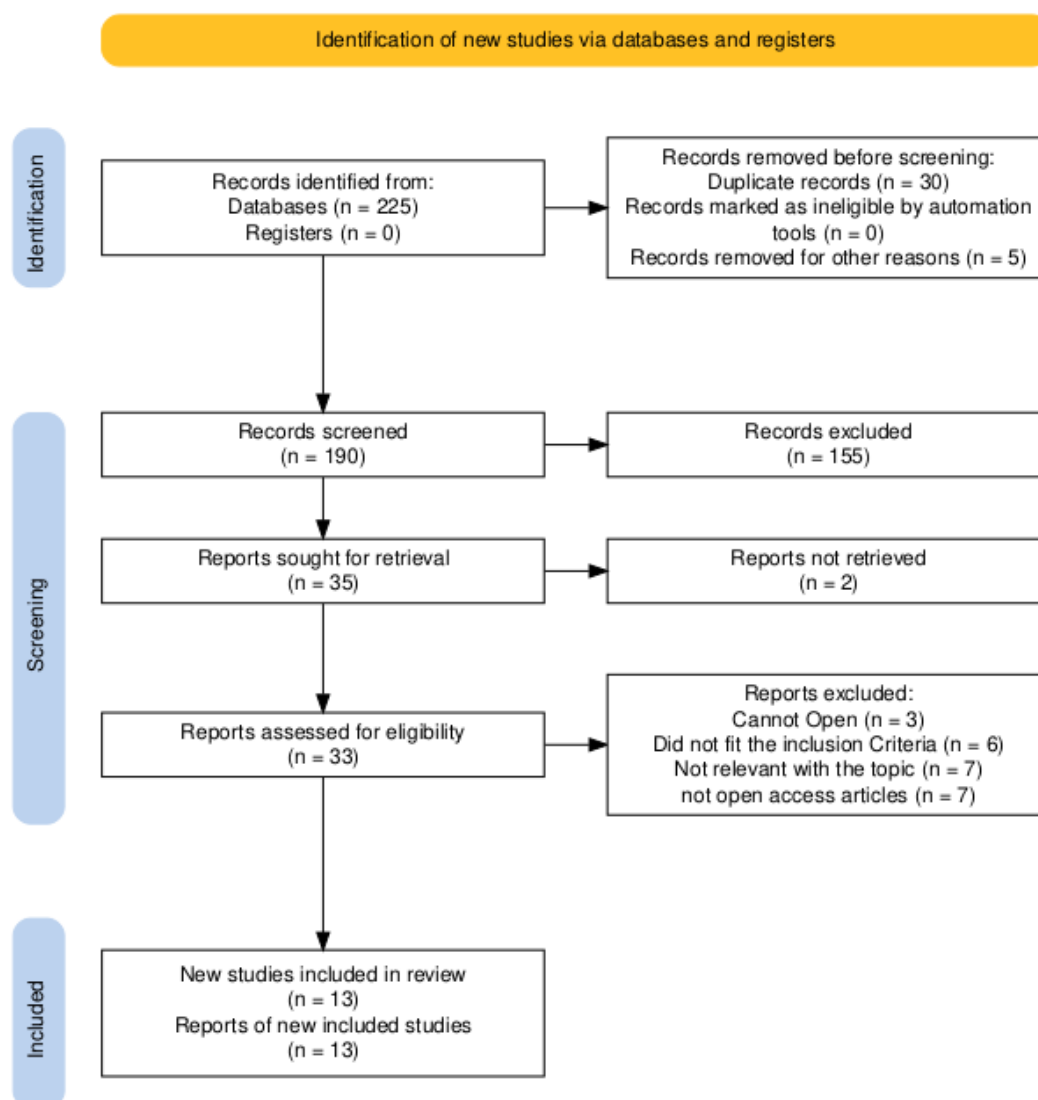 Identification of new studies via databases and registers
Identification
Records identified from:
Databases (n = 225)
Registers (n = 0)
Records removed before screening:
Duplicate records (n = 30)
Records marked as ineligible by automation
tools (n = 0)
Records removed for other reasons (n = 5)
Screening
Records screened
(n = 190)
Records excluded
(n = 155)
Reports sought for retrieval
(n = 35)
Reports not retrieved
(n = 2)
Reports assessed for eligibility
(n = 33)
Reports excluded:
Cannot Open (n = 3)
Did not fit the inclusion Criteria (n = 6)
Not relevant with the topic (n = 7)
not open access articles (n = 7)
Included
New studies included in review
(n = 13)
Reports of new included studies
(n = 13)